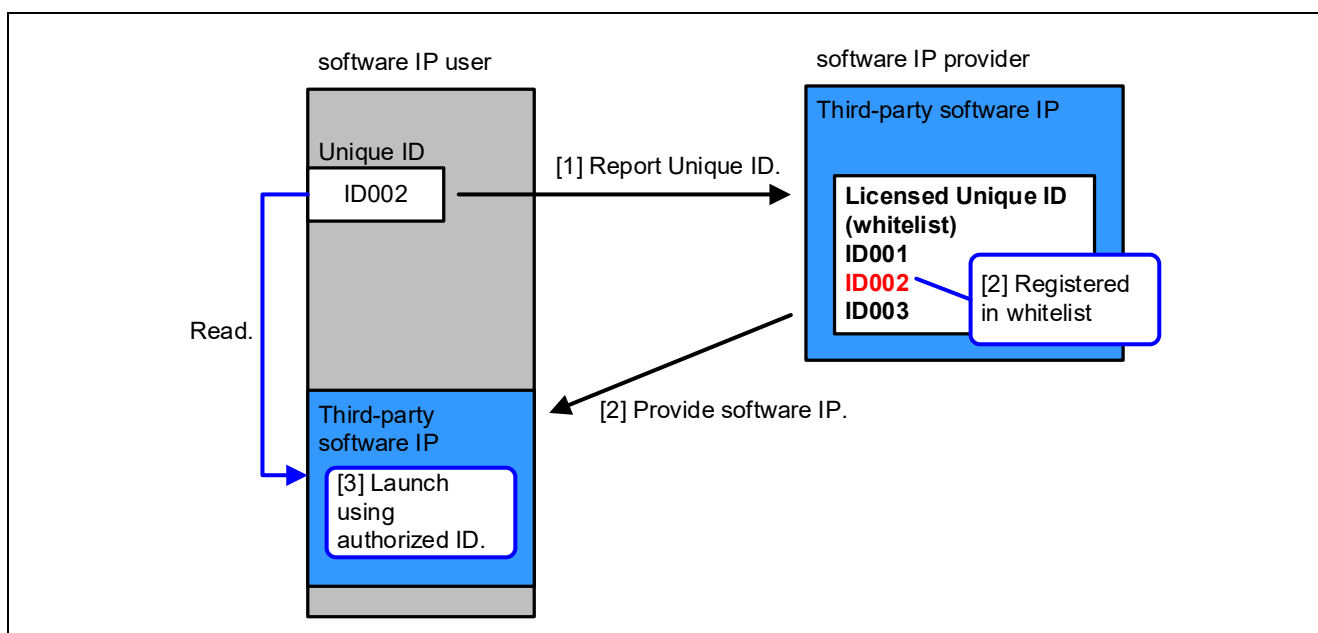 software IP user
software IP provider
Third-party software IP
Unique ID
ID002
[1] Report Unique ID.
Licensed Unique ID
(whitelist)
ID001
ID002
ID003
[2] Registered
in whitelist
Read.
[2] Provide software IP.
Third-party
software IP
[3] Launch
using
authorized ID.